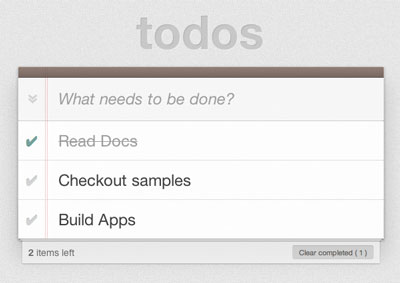 todos
What needs to be done?
Read Docs
Checkout samples
Build Apps
2 items left
Clear completed ( 1 )